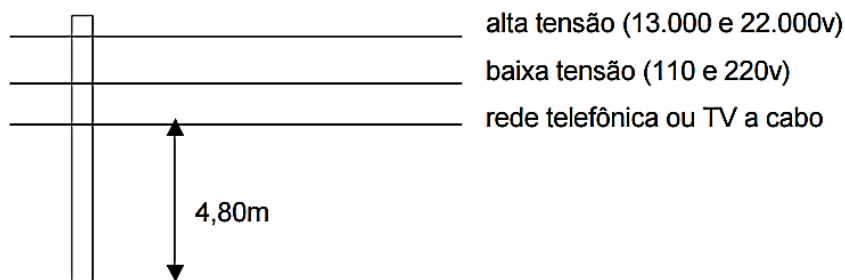 alta tensão (13.000 e 22.000v)
baixa tensão (110 e 220v)
rede telefônica ou TV a cabo
4,80m